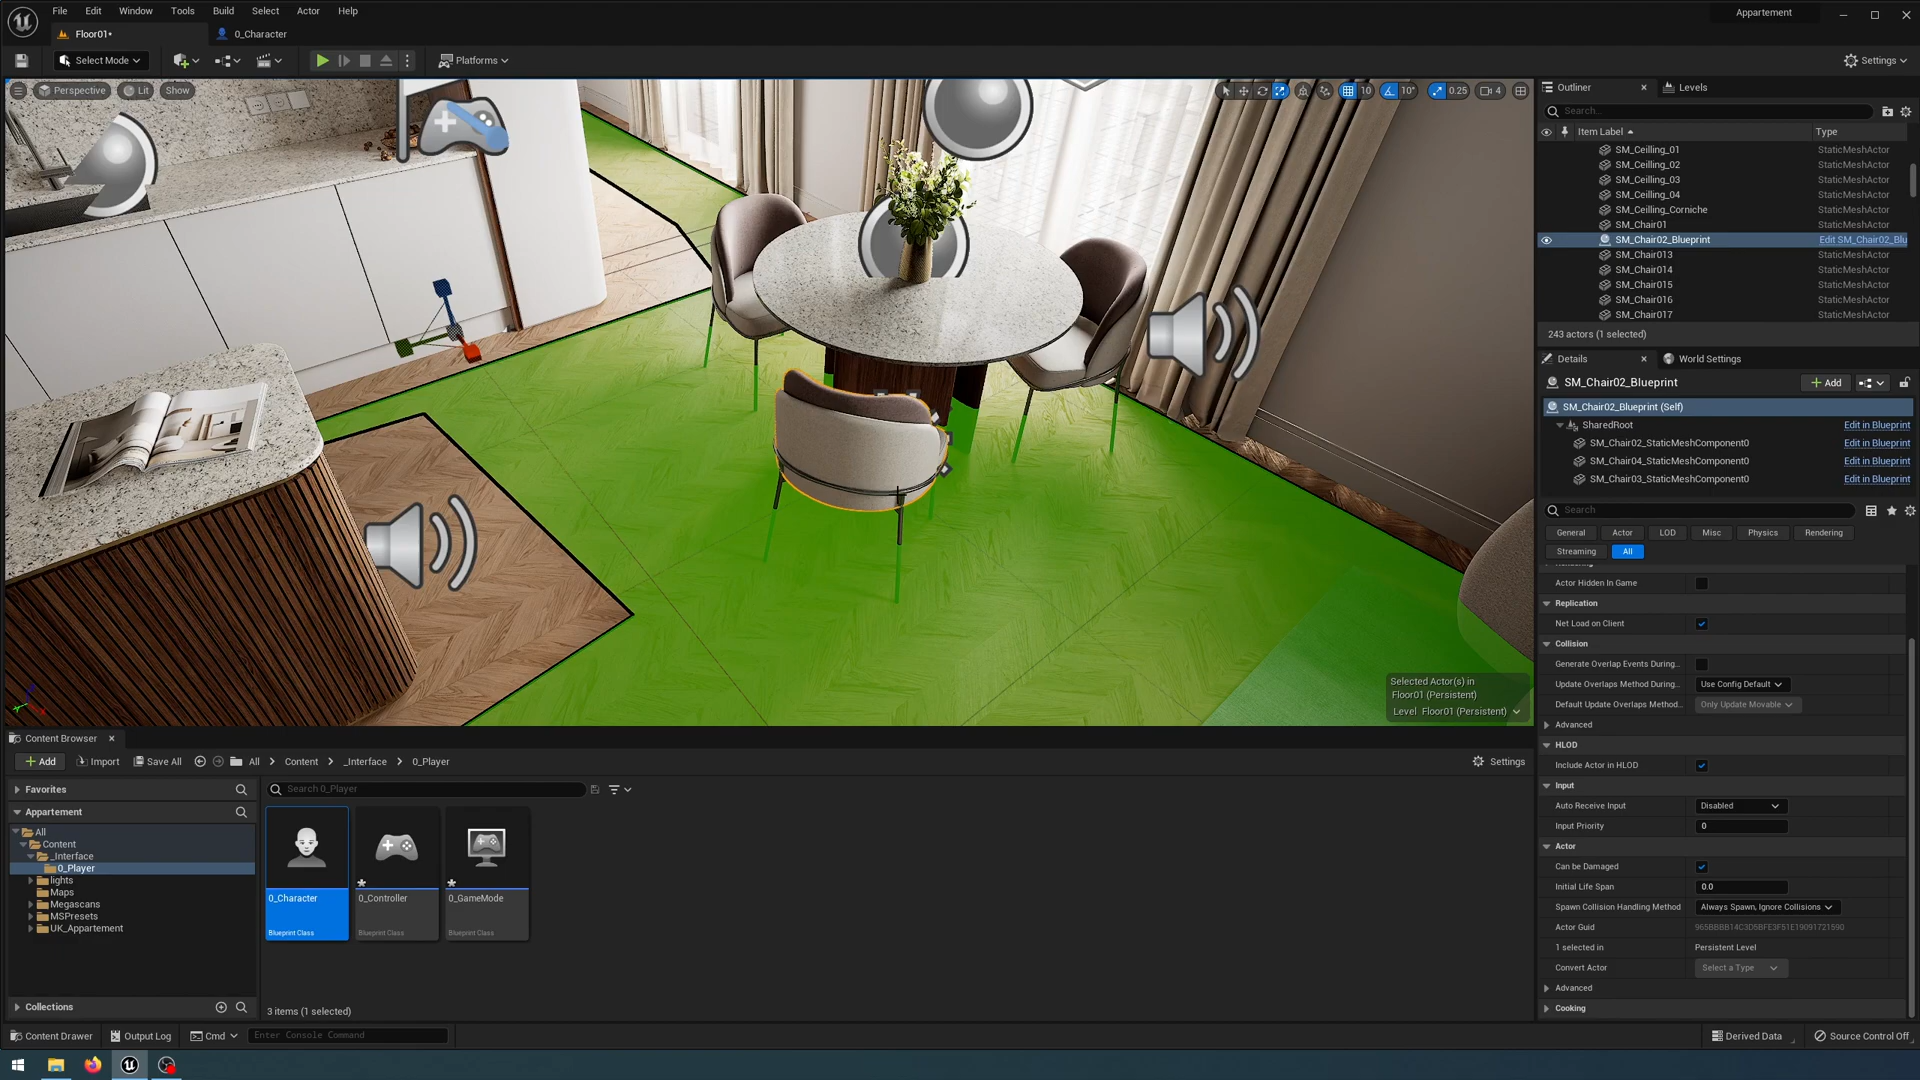 File Edit Window Tools Build Select Actor Help
Appartement
Floor01•
0_Character
Select Mode
Platforms
Settings
Perspective
Lit
Show
10
10°
0.25
4
Selected Actor(s) in
Floor01 (Persistent)
Level Floor01 (Persistent)
Outliner
Levels
Search...
Item Label
Type
SM_Ceilling_01 StaticMeshActor
SM_Ceilling_02 StaticMeshActor
SM_Ceilling_03 StaticMeshActor
SM_Ceilling_04 StaticMeshActor
SM_Ceilling_Corniche StaticMeshActor
SM_Chair01 StaticMeshActor
SM_Chair02_Blueprint Edit SM_Chair02_Blu
SM_Chair013 StaticMeshActor
SM_Chair014 StaticMeshActor
SM_Chair015 StaticMeshActor
SM_Chair016 StaticMeshActor
SM_Chair017 StaticMeshActor
243 actors (1 selected)
Details
World Settings
SM_Chair02_Blueprint
Add
SM_Chair02_Blueprint (Self)
SharedRoot Edit in Blueprint
SM_Chair02_StaticMeshComponent0 Edit in Blueprint
SM_Chair04_StaticMeshComponent0 Edit in Blueprint
SM_Chair03_StaticMeshComponent0 Edit in Blueprint
Search
General Actor LOD Misc Physics Rendering
Streaming All
Rendering
Actor Hidden In Game
Replication
Net Load on Client
Collision
Generate Overlap Events During...
Update Overlaps Method During... Use Config Default
Default Update Overlaps Method... Only Update Movable
Advanced
HLOD
Include Actor in HLOD
Input
Auto Receive Input Disabled
Input Priority 0
Actor
Can be Damaged
Initial Life Span 0.0
Spawn Collision Handling Method Always Spawn, Ignore Collisions
Actor Guid
1 selected in Persistent Level
Convert Actor Select a Type
Advanced
Cooking
Content Browser
Add Import Save All All Content _Interface 0_Player
Settings
Favorites
Appartement
All
Content
_Interface
0_Player
lights
Maps
Megascans
MSPresets
UK_Appartement
Collections
Search 0_Player
0_Character
Blueprint Class
0_Controller
Blueprint Class
0_GameMode
Blueprint Class
3 items (1 selected)
Content Drawer
Output Log
Cmd
Enter Console Command
Derived Data
Source Control Off